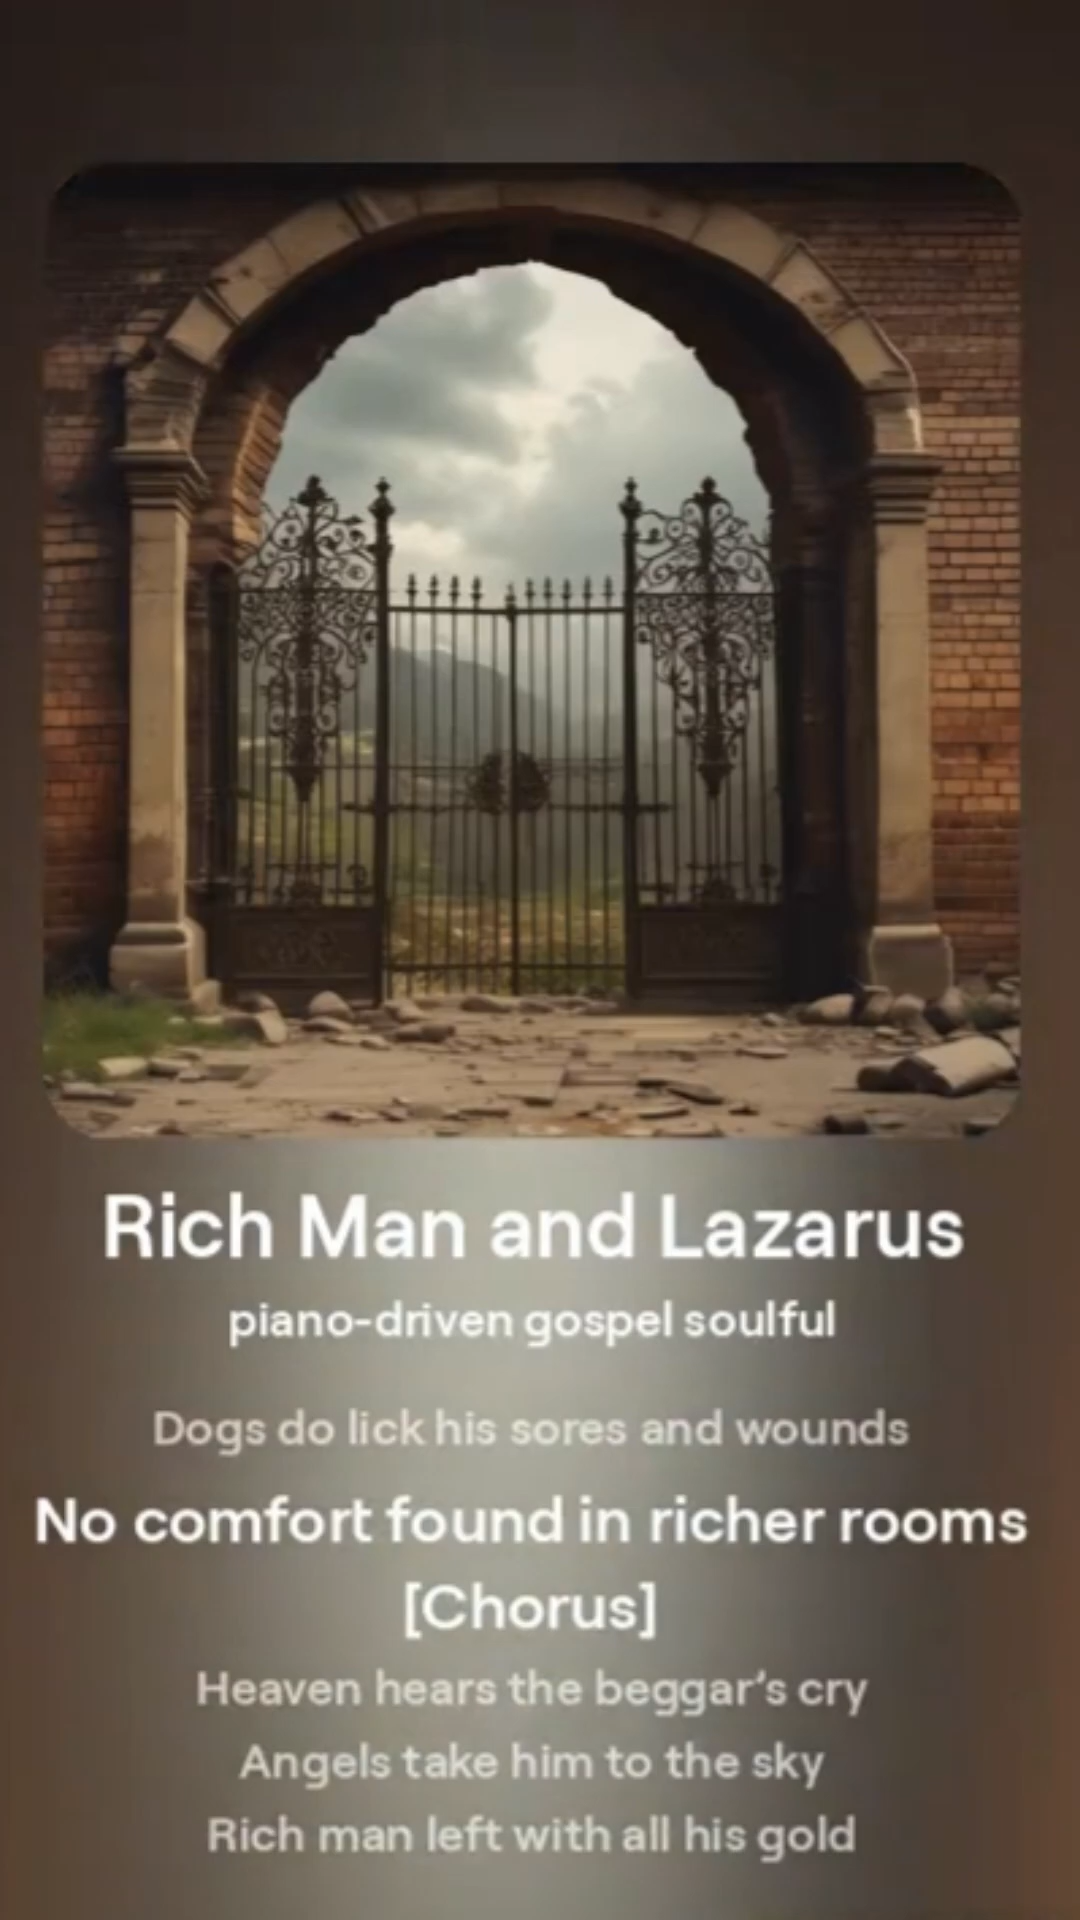 Rich Man and Lazarus
piano-driven gospel soulful
Dogs do lick his sores and wounds
No comfort found in richer rooms
[Chorus]
Heaven hears the beggar’s cry
Angels take him to the sky
Rich man left with all his gold